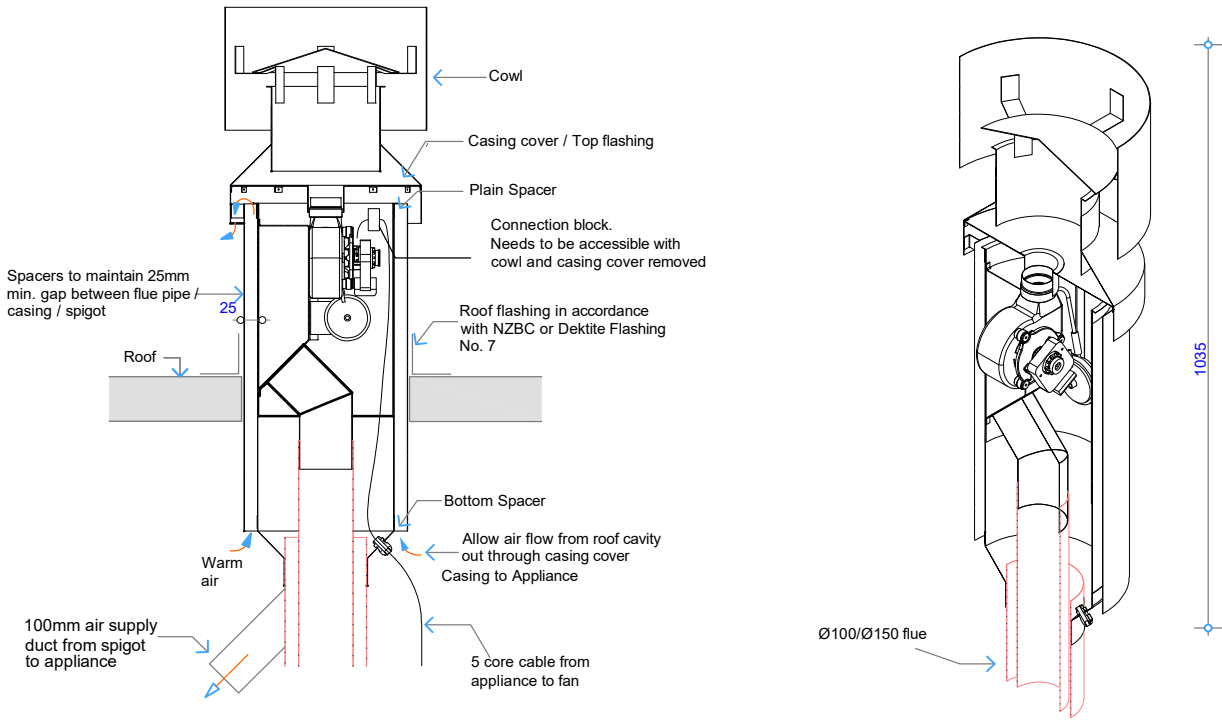 Cowl
Casing cover / Top flashing
Plain Spacer
Connection block.
Needs to be accessible with
cowl and casing cover removed
Spacers to maintain 25mm
min. gap between flue pipe /
casing / spigot
25
Roof flashing in accordance
with NZBC or Dektite Flashing
No. 7
Roof
Bottom Spacer
Allow air flow from roof cavity
out through casing cover
Casing to Appliance
Warm
air
100mm air supply
duct from spigot
to appliance
5 core cable from
appliance to fan
1035
Ø100/Ø150 flue